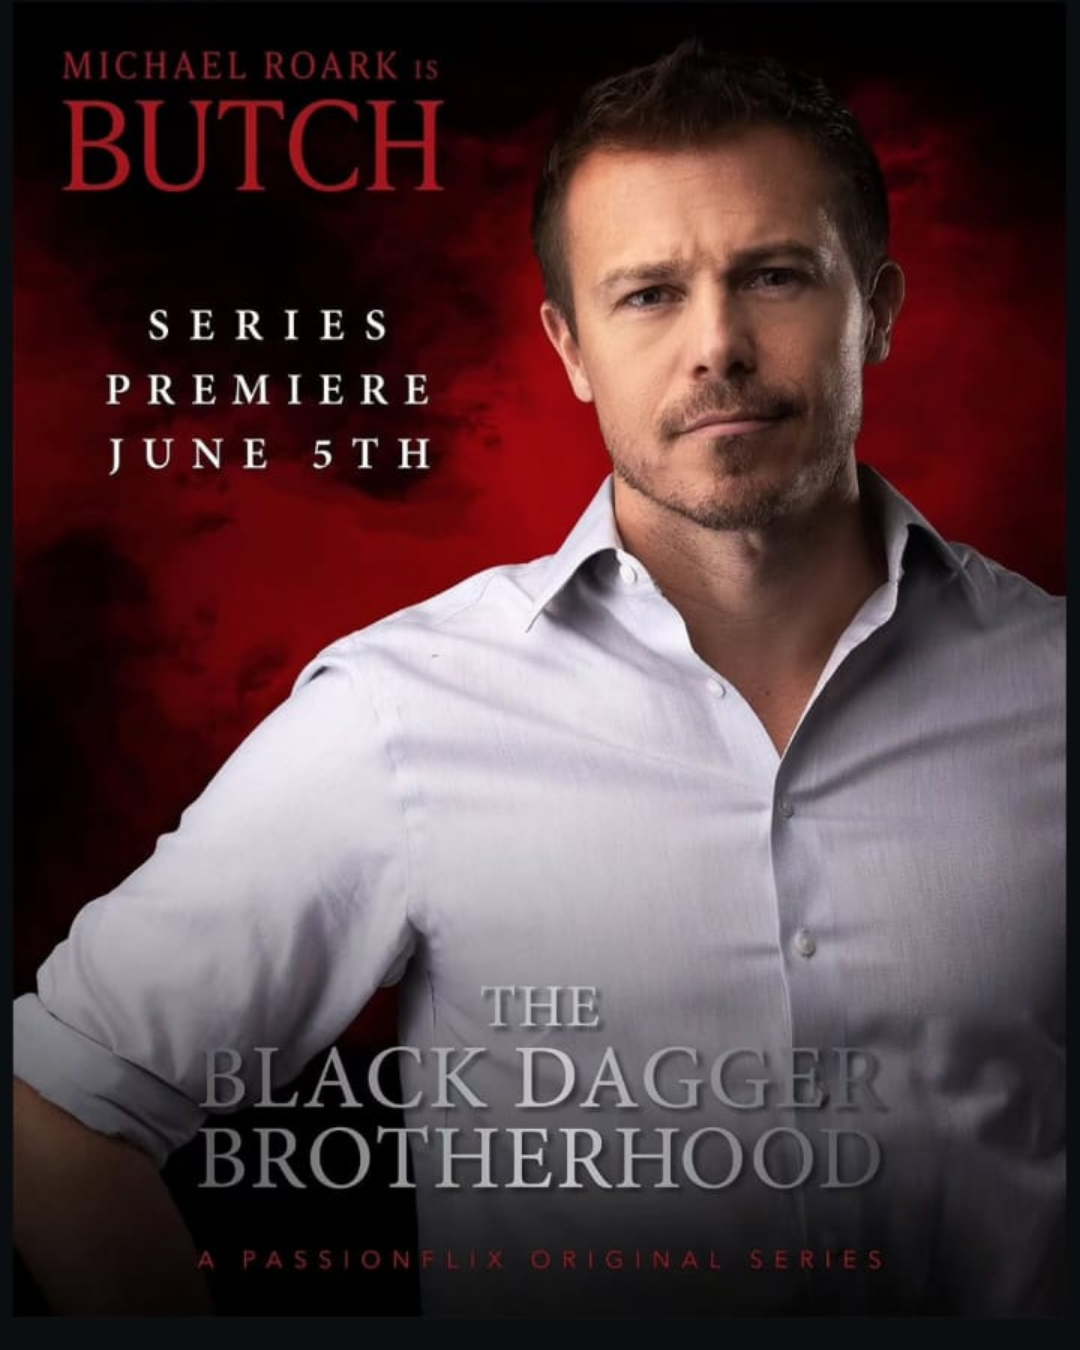 MICHAEL ROARK IS
BUTCH
SERIES
PREMIERE
JUNE 5TH
THE
BLACK DAGGER
BROTHERHOOD
A PASSIONFLIX ORIGINAL SERIES